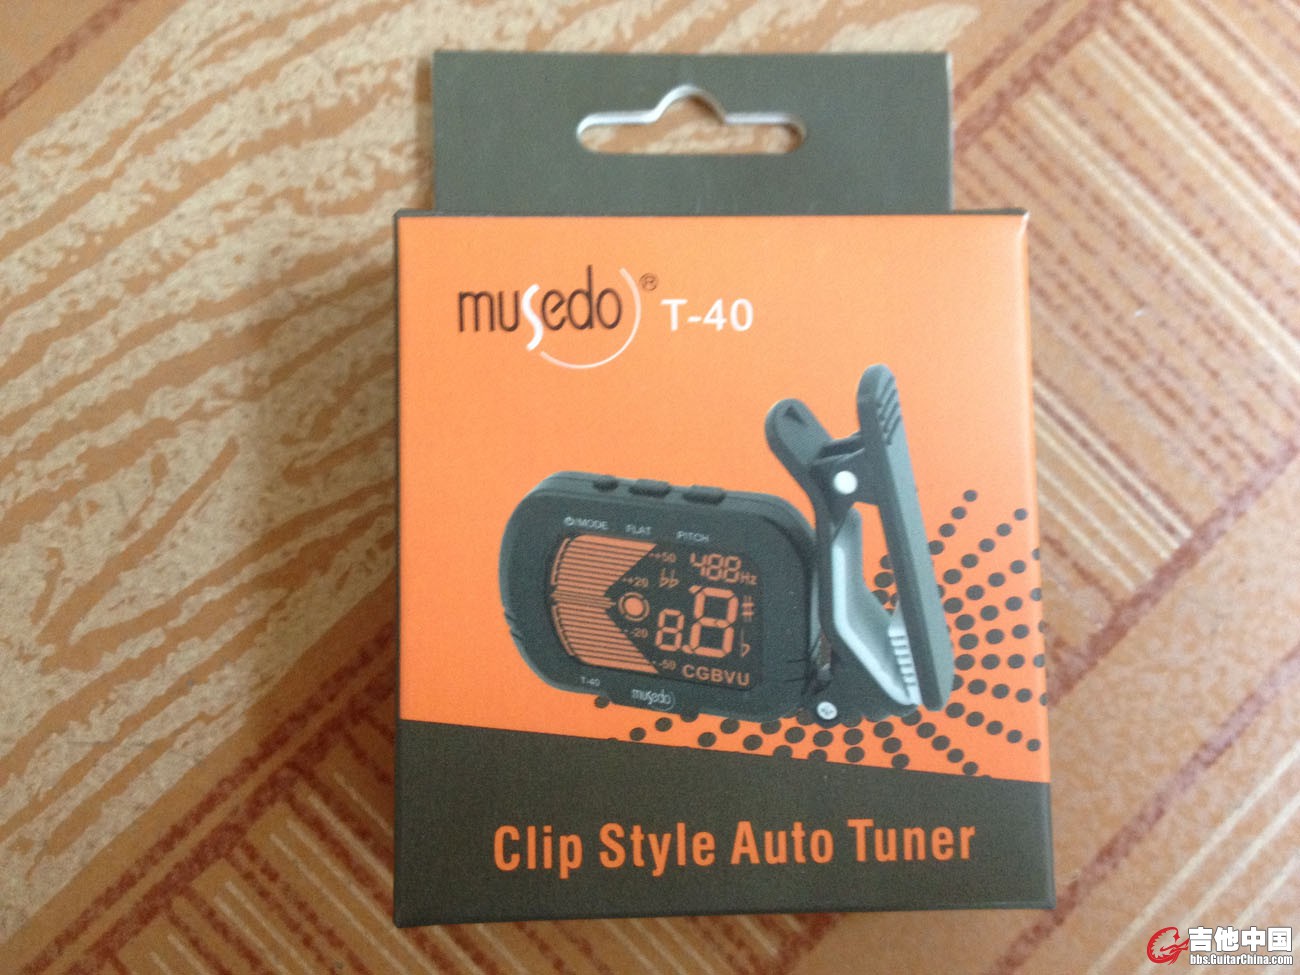 musedo® T-40
⏻/MODE FLAT PITCH
+50 ♭♭ 488Hz
+20
-20 8.8 ♯ ♭
-50 CGBVU
T-40 musedo
Clip Style Auto Tuner
吉他中国
bbs.GuitarChina.com